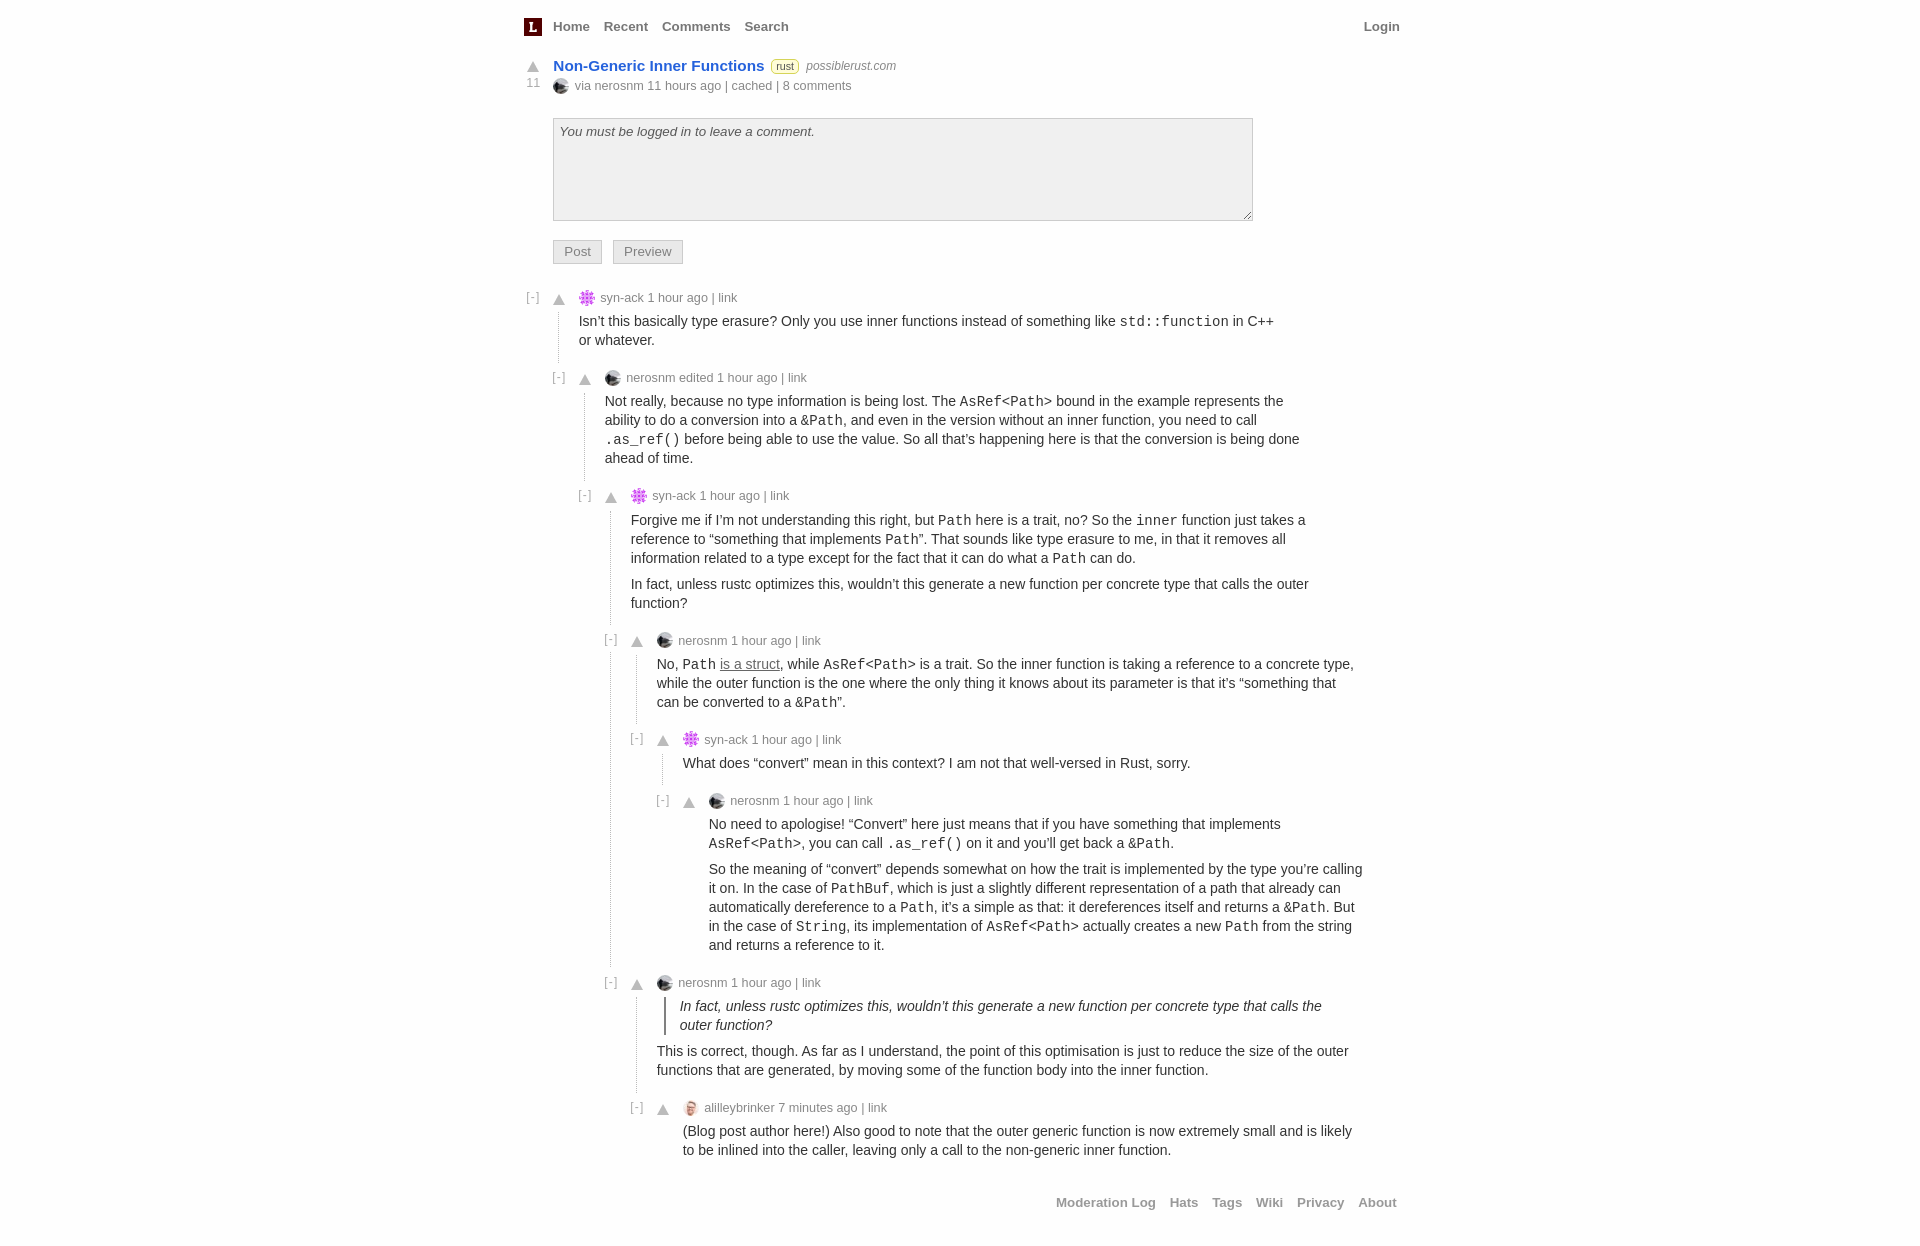 L Home Recent Comments Search Login
Non-Generic Inner Functions rust possiblerust.com
11 via nerosnm 11 hours ago | cached | 8 comments
You must be logged in to leave a comment.
Post Preview
[-] syn-ack 1 hour ago | link
Isn’t this basically type erasure? Only you use inner functions instead of something like std::function in C++
or whatever.
[-] nerosnm edited 1 hour ago | link
Not really, because no type information is being lost. The AsRef<Path> bound in the example represents the
ability to do a conversion into a &Path, and even in the version without an inner function, you need to call
.as_ref() before being able to use the value. So all that’s happening here is that the conversion is being done
ahead of time.
[-] syn-ack 1 hour ago | link
Forgive me if I’m not understanding this right, but Path here is a trait, no? So the inner function just takes a
reference to “something that implements Path”. That sounds like type erasure to me, in that it removes all
information related to a type except for the fact that it can do what a Path can do.
In fact, unless rustc optimizes this, wouldn’t this generate a new function per concrete type that calls the outer
function?
[-] nerosnm 1 hour ago | link
No, Path is a struct, while AsRef<Path> is a trait. So the inner function is taking a reference to a concrete type,
while the outer function is the one where the only thing it knows about its parameter is that it’s “something that
can be converted to a &Path”.
[-] syn-ack 1 hour ago | link
What does “convert” mean in this context? I am not that well-versed in Rust, sorry.
[-] nerosnm 1 hour ago | link
No need to apologise! “Convert” here just means that if you have something that implements
AsRef<Path>, you can call .as_ref() on it and you’ll get back a &Path.
So the meaning of “convert” depends somewhat on how the trait is implemented by the type you’re calling
it on. In the case of PathBuf, which is just a slightly different representation of a path that already can
automatically dereference to a Path, it’s a simple as that: it dereferences itself and returns a &Path. But
in the case of String, its implementation of AsRef<Path> actually creates a new Path from the string
and returns a reference to it.
[-] nerosnm 1 hour ago | link
In fact, unless rustc optimizes this, wouldn’t this generate a new function per concrete type that calls the
outer function?
This is correct, though. As far as I understand, the point of this optimisation is just to reduce the size of the outer
functions that are generated, by moving some of the function body into the inner function.
[-] alilleybrinker 7 minutes ago | link
(Blog post author here!) Also good to note that the outer generic function is now extremely small and is likely
to be inlined into the caller, leaving only a call to the non-generic inner function.
Moderation Log Hats Tags Wiki Privacy About